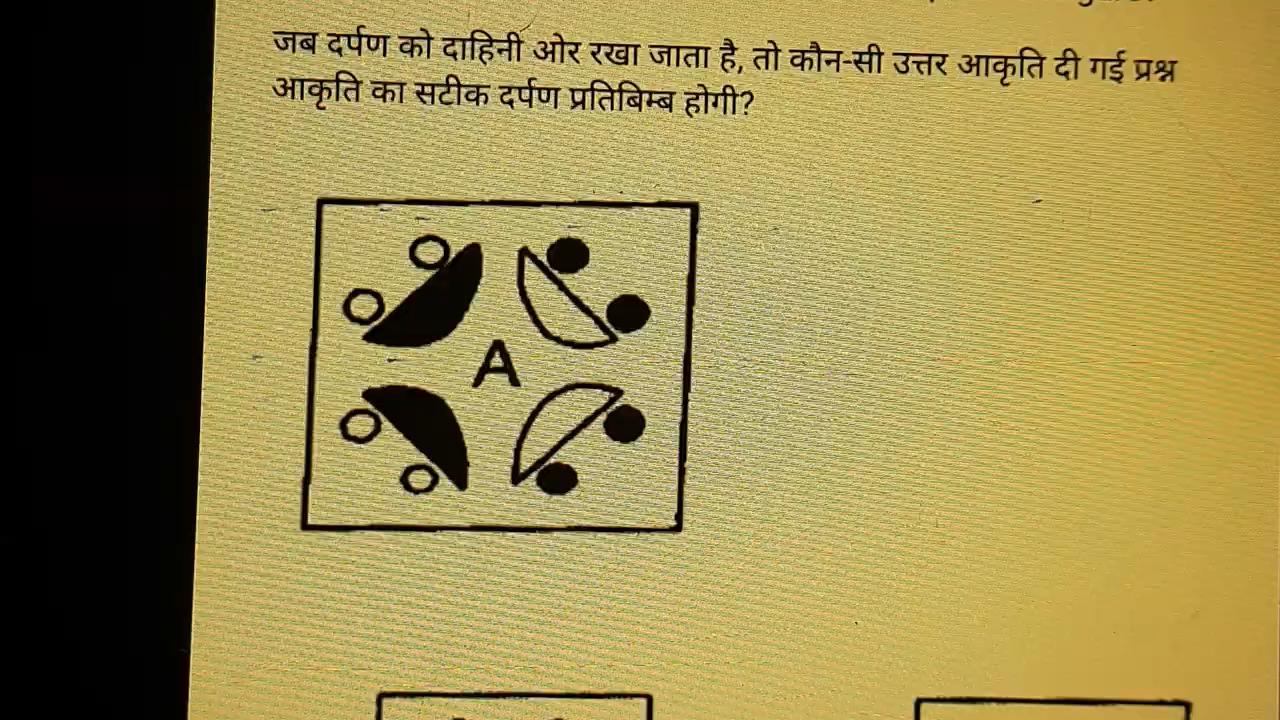 जब दर्पण को दाहिनी ओर रखा जाता है, तो कौन-सी उत्तर आकृति दी गई प्रश्न
आकृति का सटीक दर्पण प्रतिबिम्ब होगी?
A